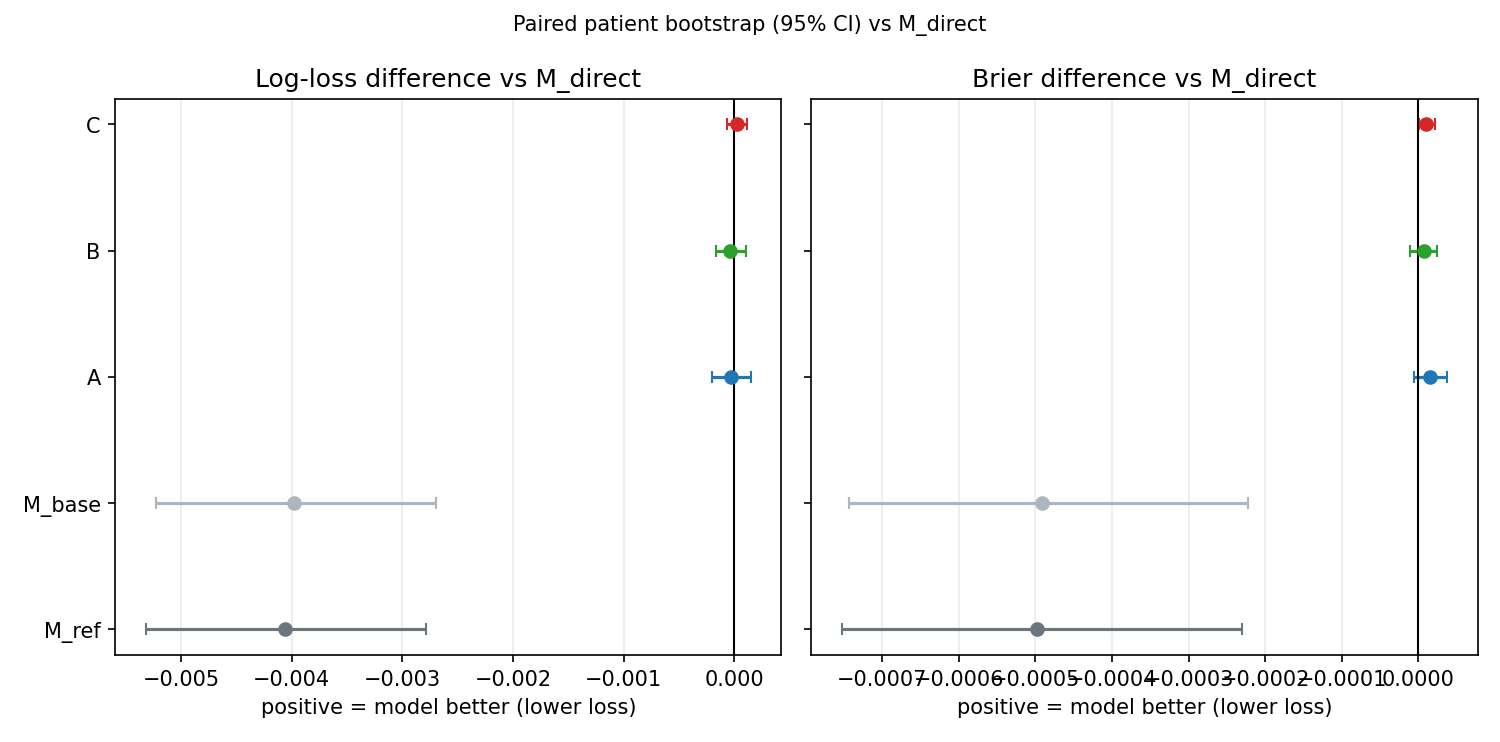 Paired patient bootstrap (95% CI) vs M_direct
Log-loss difference vs M_direct
C
B
A
M_base
M_ref
−0.005 −0.004 −0.003 −0.002 −0.001 0.000
positive = model better (lower loss)
Brier difference vs M_direct
−0.0007 −0.0006 −0.0005 −0.0004 −0.0003 −0.0002 −0.0001 0.0000
positive = model better (lower loss)